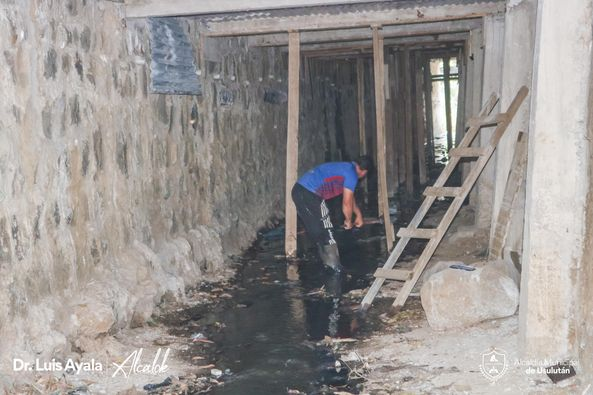 Dr. Luis Ayala Alcalde
Alcaldía Municipal
de Usulután